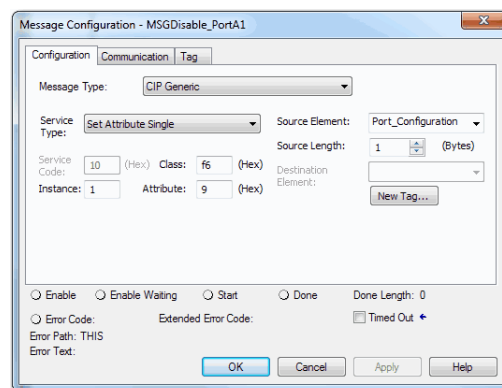 Message Configuration - MSGDisable_PortA1
Configuration Communication Tag
Message Type: CIP Generic
Service Type: Set Attribute Single
Source Element: Port_Configuration
Source Length: 1 (Bytes)
Service Code: 10 (Hex) Class: f6 (Hex)
Destination Element:
Instance: 1 Attribute: 9 (Hex)
New Tag...
Enable Enable Waiting Start Done Done Length: 0
Error Code: Extended Error Code: Timed Out
Error Path: THIS
Error Text:
OK Cancel Apply Help